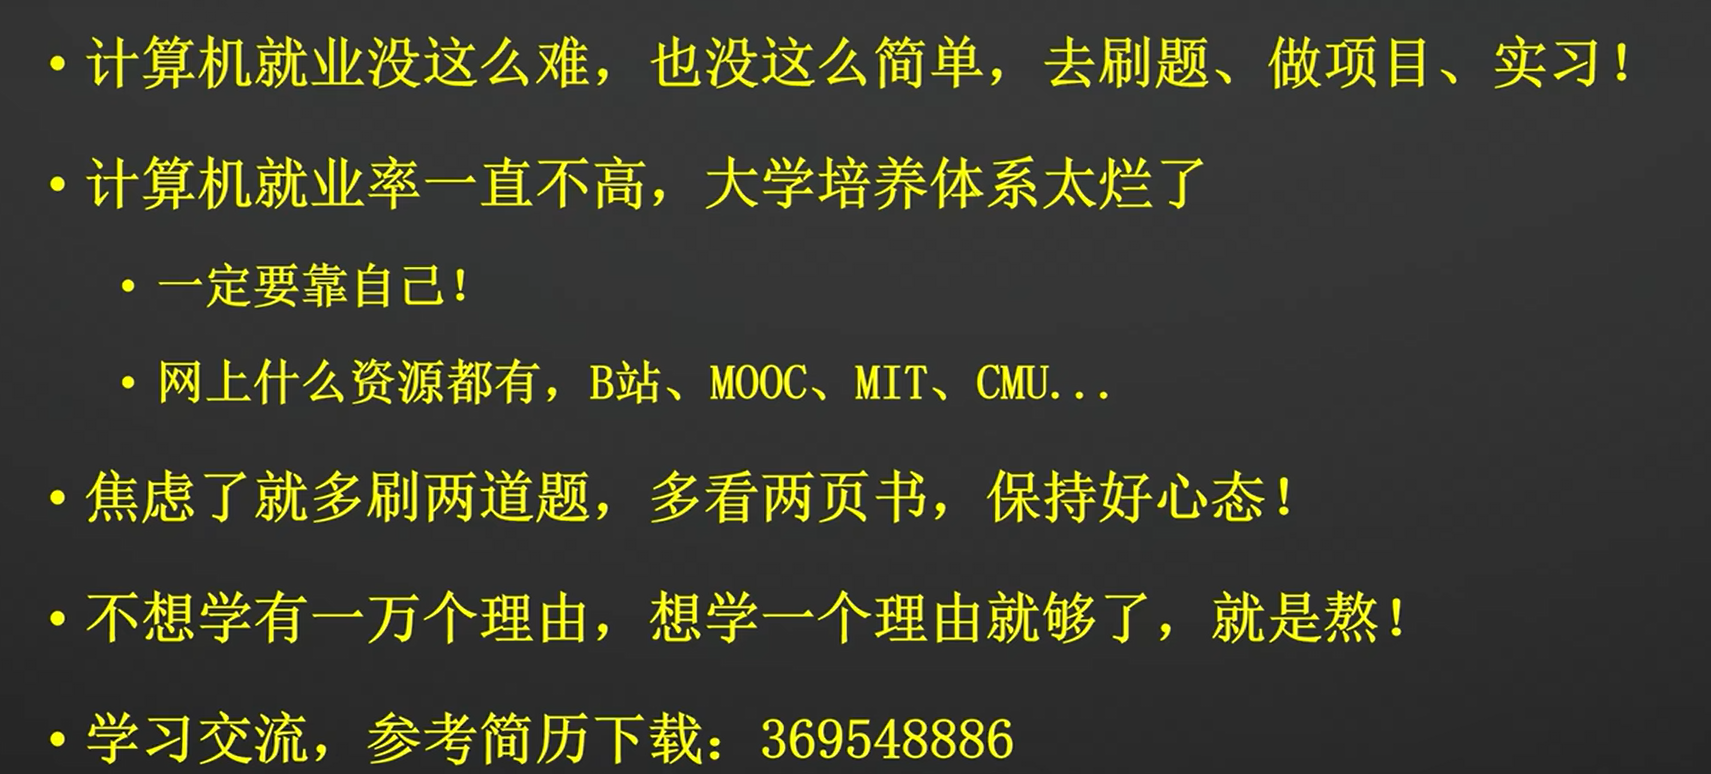 • 计算机就业没这么难，也没这么简单，去刷题、做项目、实习！
• 计算机就业率一直不高，大学培养体系太烂了
• 一定要靠自己！
• 网上什么资源都有，B站、MOOC、MIT、CMU...
• 焦虑了就多刷两道题，多看两页书，保持好心态！
• 不想学有一万个理由，想学一个理由就够了，就是熬！
• 学习交流，参考简历下载：369548886